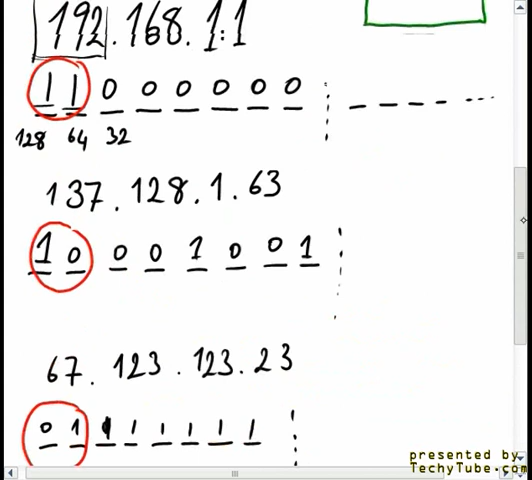 192.168.1.1
1 1 0 0 0 0 0 0
128 64 32
137.128.1.63
1 0 0 0 1 0 0 1
67.123.123.23
0 1 1 1 1 1 1 1
presented by
TechyTube.com